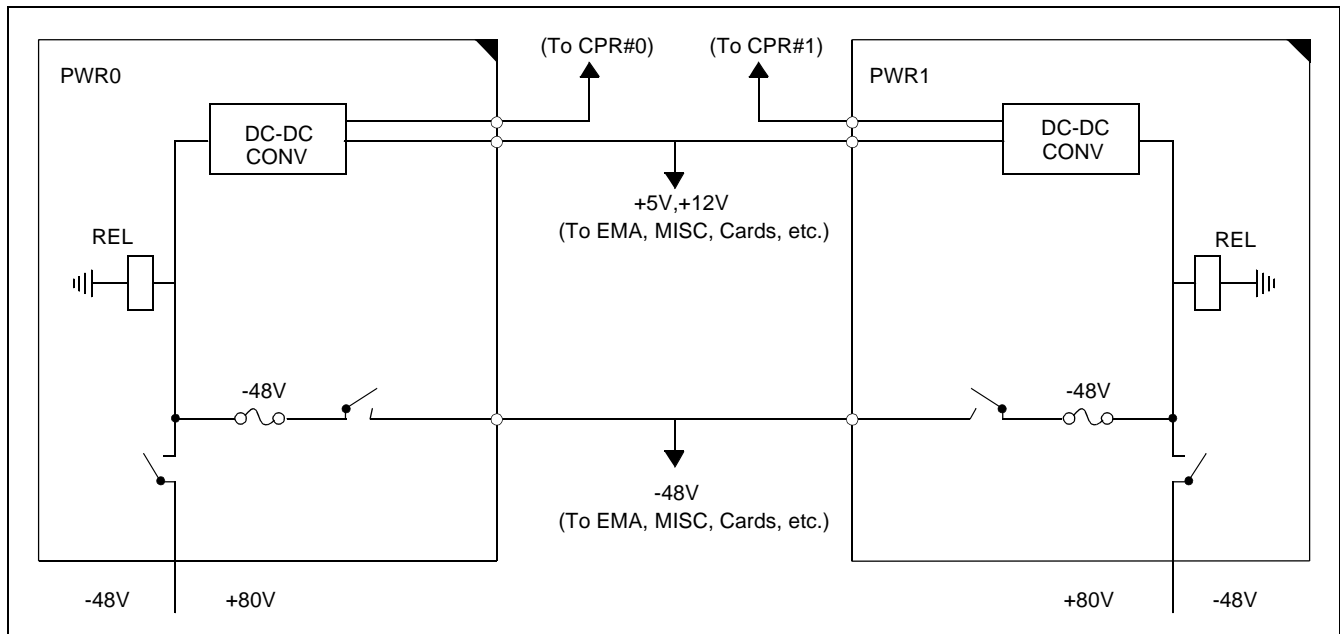 (To CPR#0)
(To CPR#1)
PWR0
PWR1
DC-DC
CONV
DC-DC
CONV
+5V,+12V
(To EMA, MISC, Cards, etc.)
REL
REL
-48V
-48V
-48V
(To EMA, MISC, Cards, etc.)
-48V
+80V
+80V
-48V